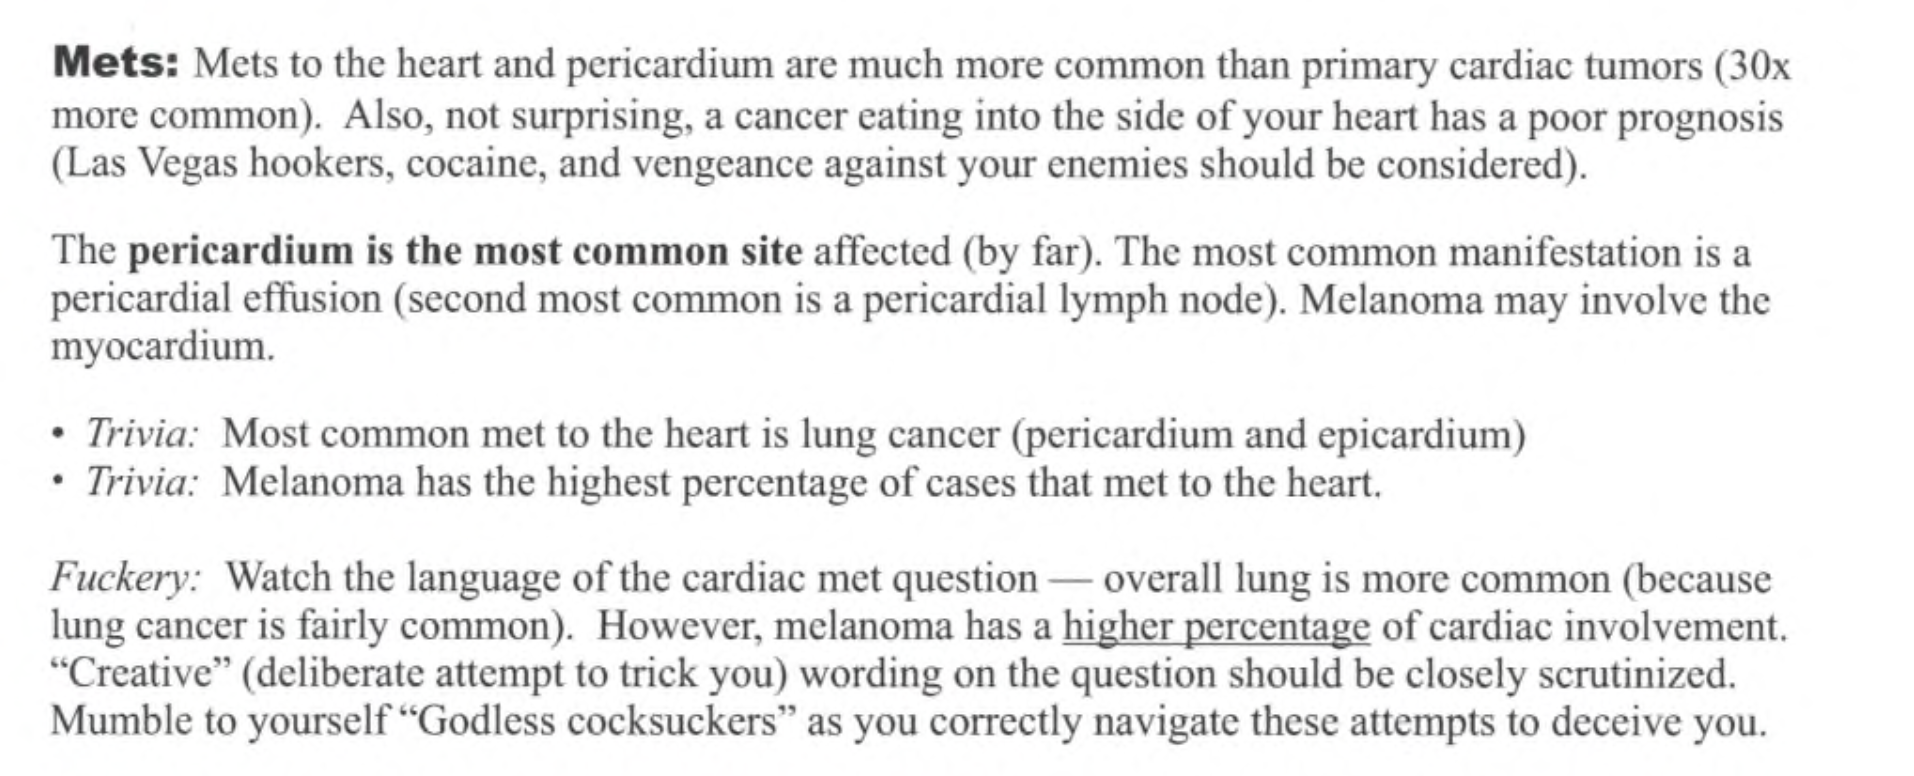 Mets: Mets to the heart and pericardium are much more common than primary cardiac tumors (30x
more common). Also, not surprising, a cancer eating into the side of your heart has a poor prognosis
(Las Vegas hookers, cocaine, and vengeance against your enemies should be considered).
The pericardium is the most common site affected (by far). The most common manifestation is a
pericardial effusion (second most common is a pericardial lymph node). Melanoma may involve the
myocardium.
• Trivia: Most common met to the heart is lung cancer (pericardium and epicardium)
• Trivia: Melanoma has the highest percentage of cases that met to the heart.
Fuckery: Watch the language of the cardiac met question — overall lung is more common (because
lung cancer is fairly common). However, melanoma has a higher percentage of cardiac involvement.
“Creative” (deliberate attempt to trick you) wording on the question should be closely scrutinized.
Mumble to yourself “Godless cocksuckers” as you correctly navigate these attempts to deceive you.